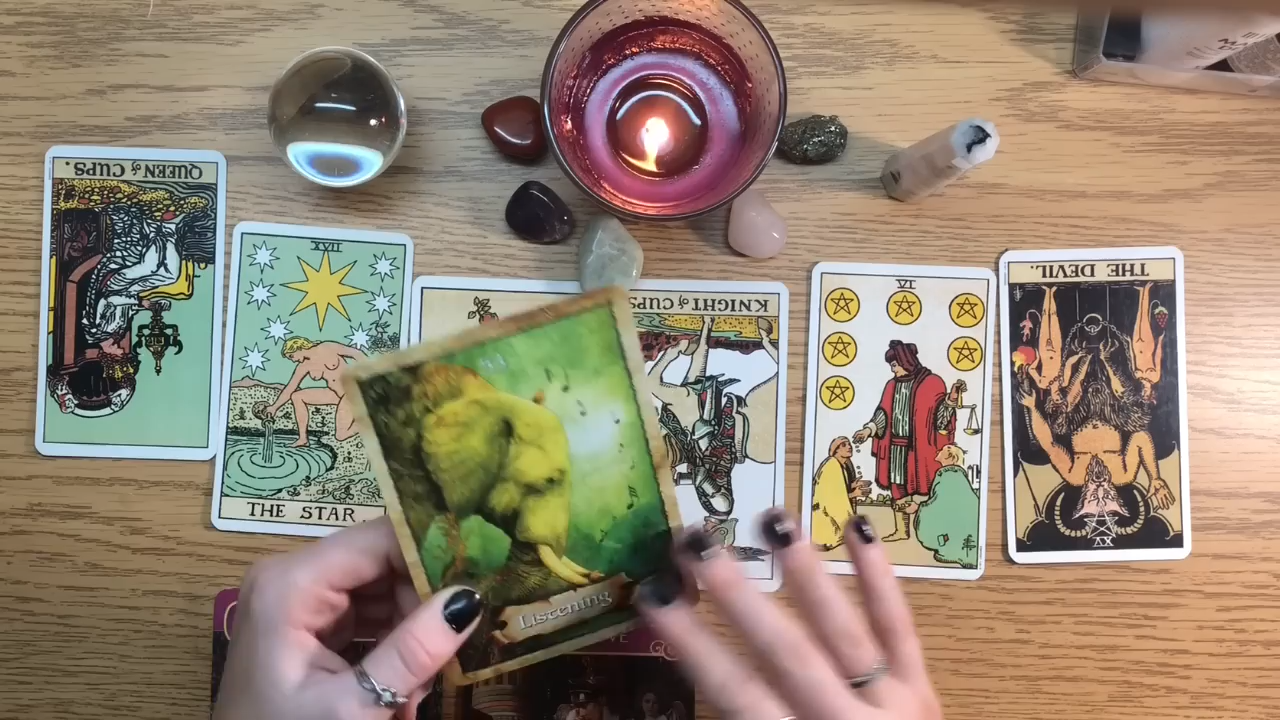 QUEEN of CUPS.
XVII
THE STAR
KNIGHT of CUPS
VI
THE DEVIL.
XV
Listening